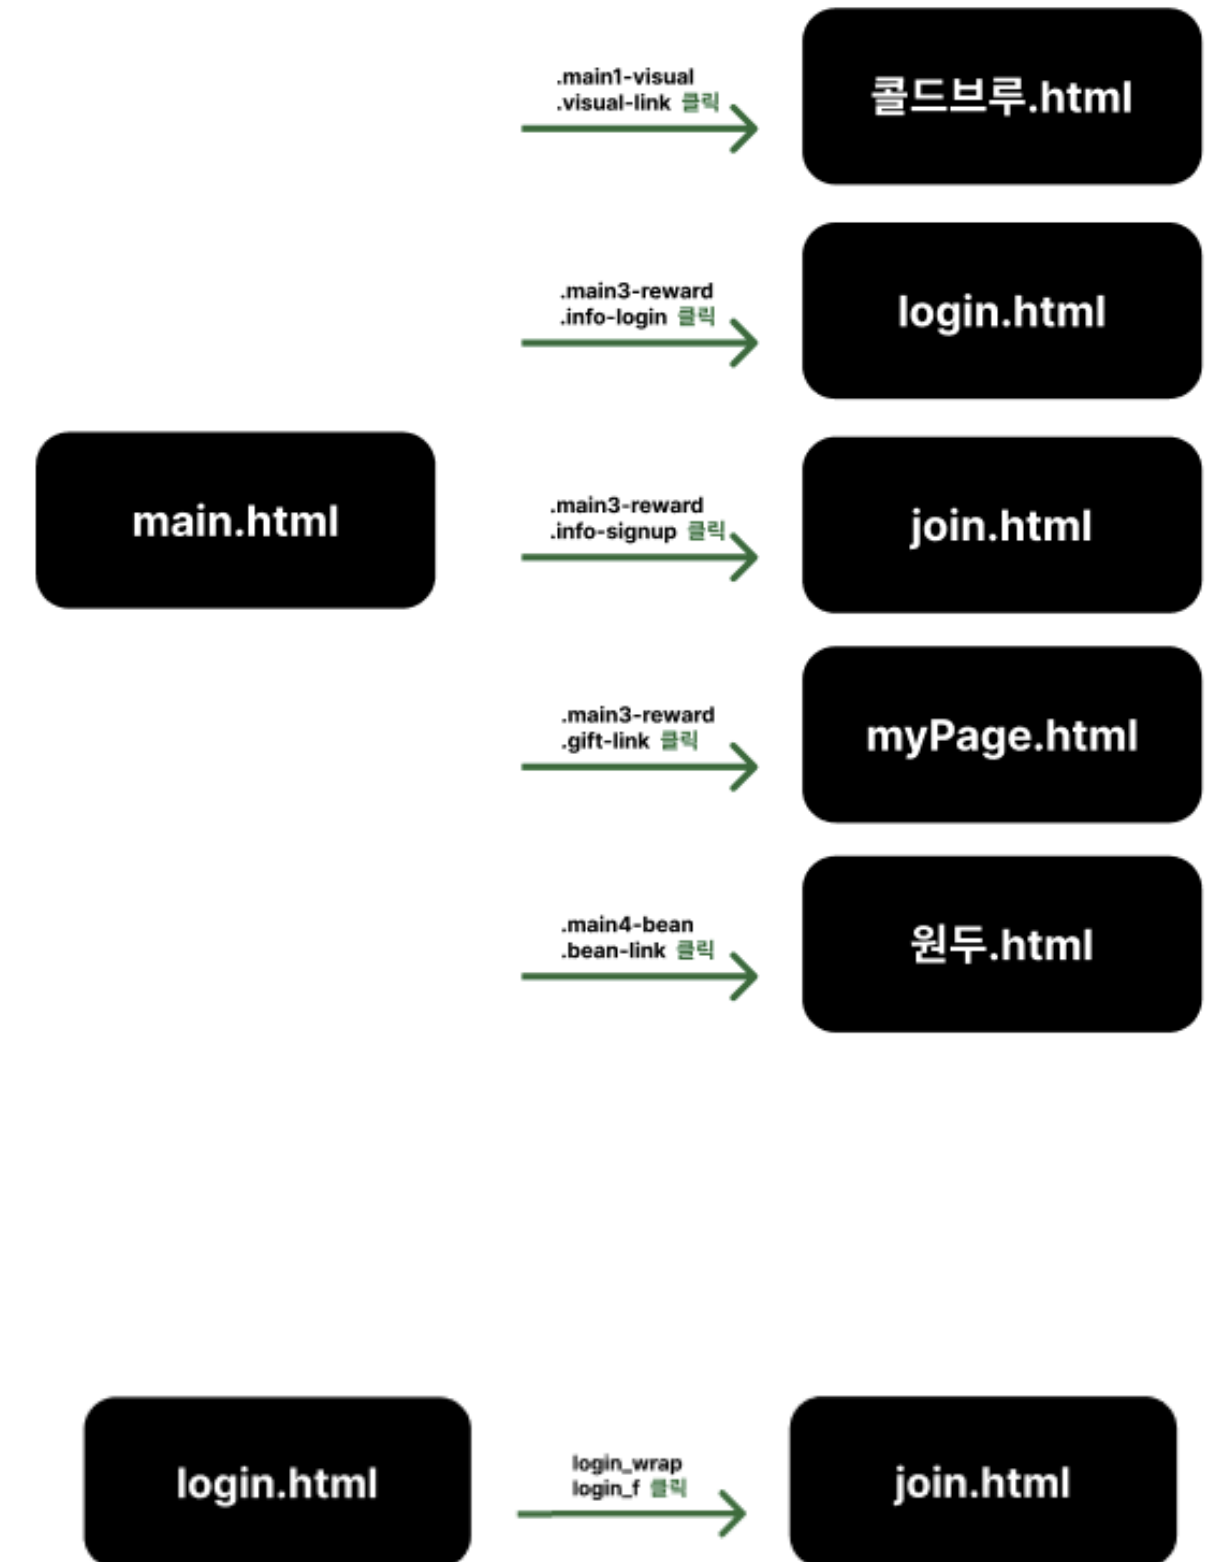 .main1-visual
.visual-link 클릭
콜드브루.html
.main3-reward
.info-login 클릭
login.html
main.html
.main3-reward
.info-signup 클릭
join.html
.main3-reward
.gift-link 클릭
myPage.html
.main4-bean
.bean-link 클릭
원두.html
login.html
login_wrap
login_f 클릭
join.html